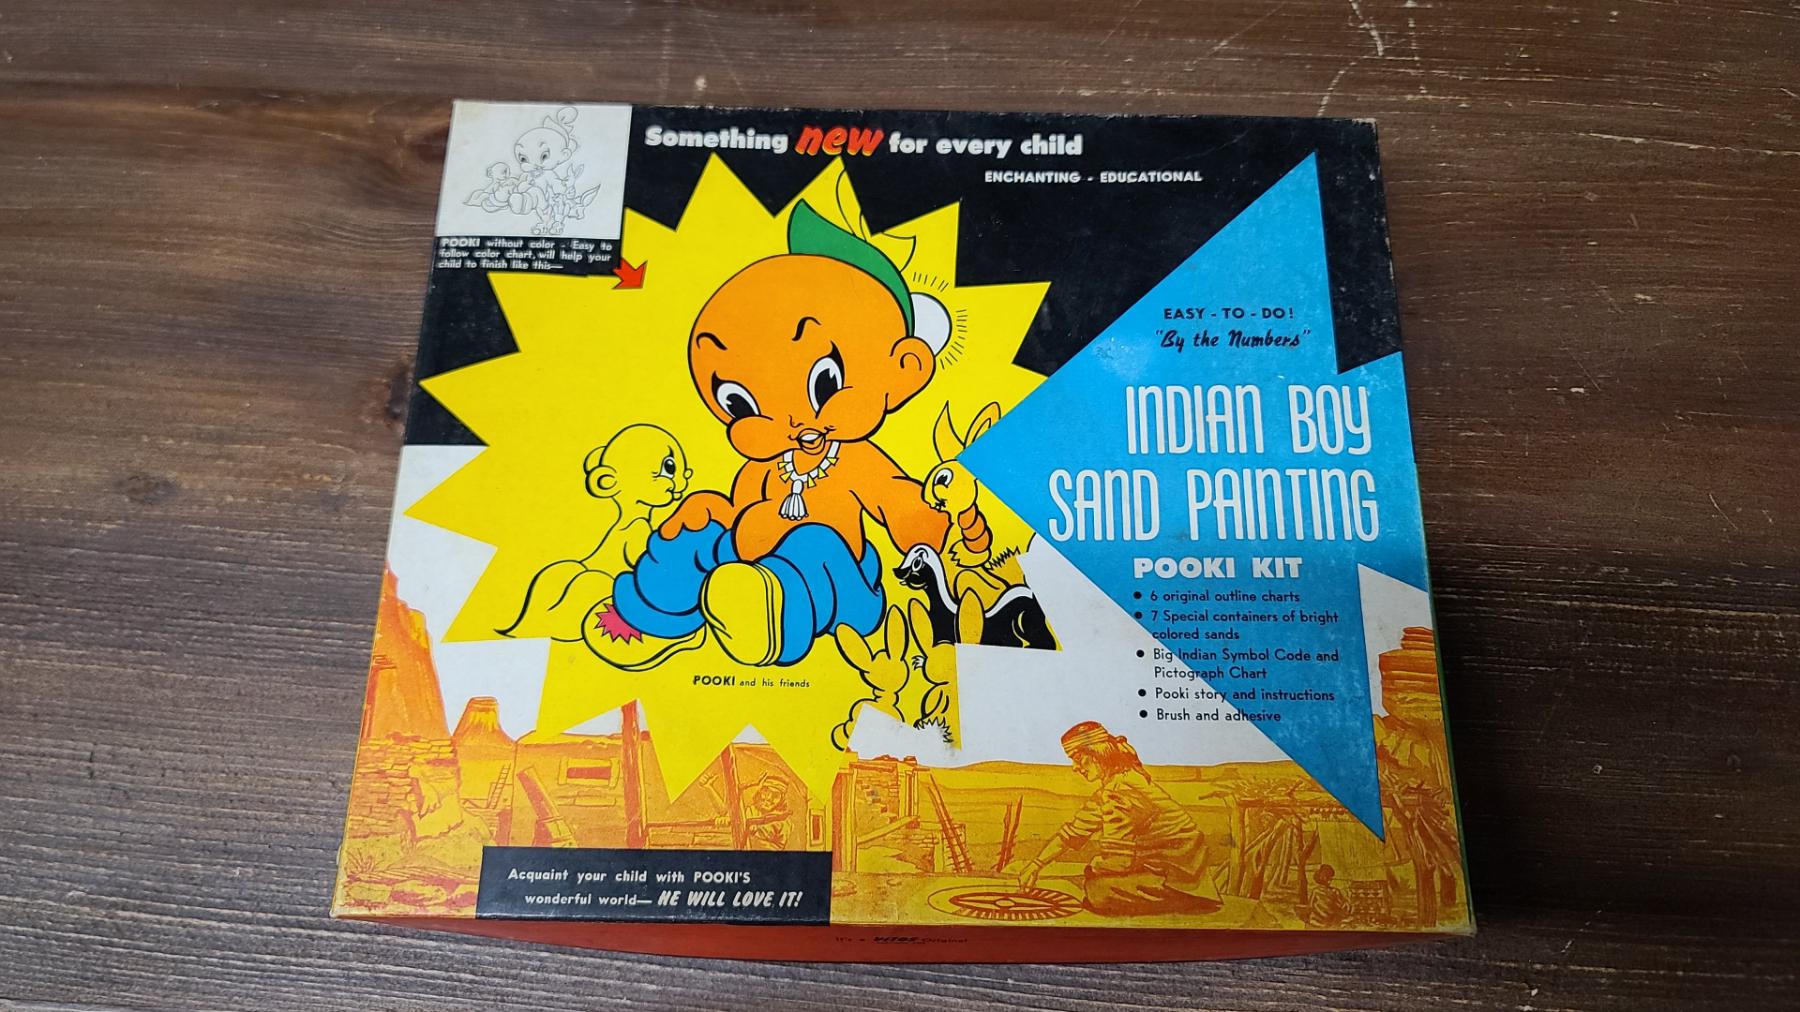 Something new for every child
ENCHANTING - EDUCATIONAL
POOKI without color - Easy to
follow color chart, will help your
child to finish like this—
EASY - TO - DO!
"By the Numbers"
INDIAN BOY
SAND PAINTING
POOKI KIT
• 6 original outline charts
• 7 Special containers of bright
colored sands
• Big Indian Symbol Code and
Pictograph Chart
• Pooki story and instructions
• Brush and adhesive
POOKI and his friends
Acquaint your child with POOKI'S
wonderful world— HE WILL LOVE IT!
It's a Original